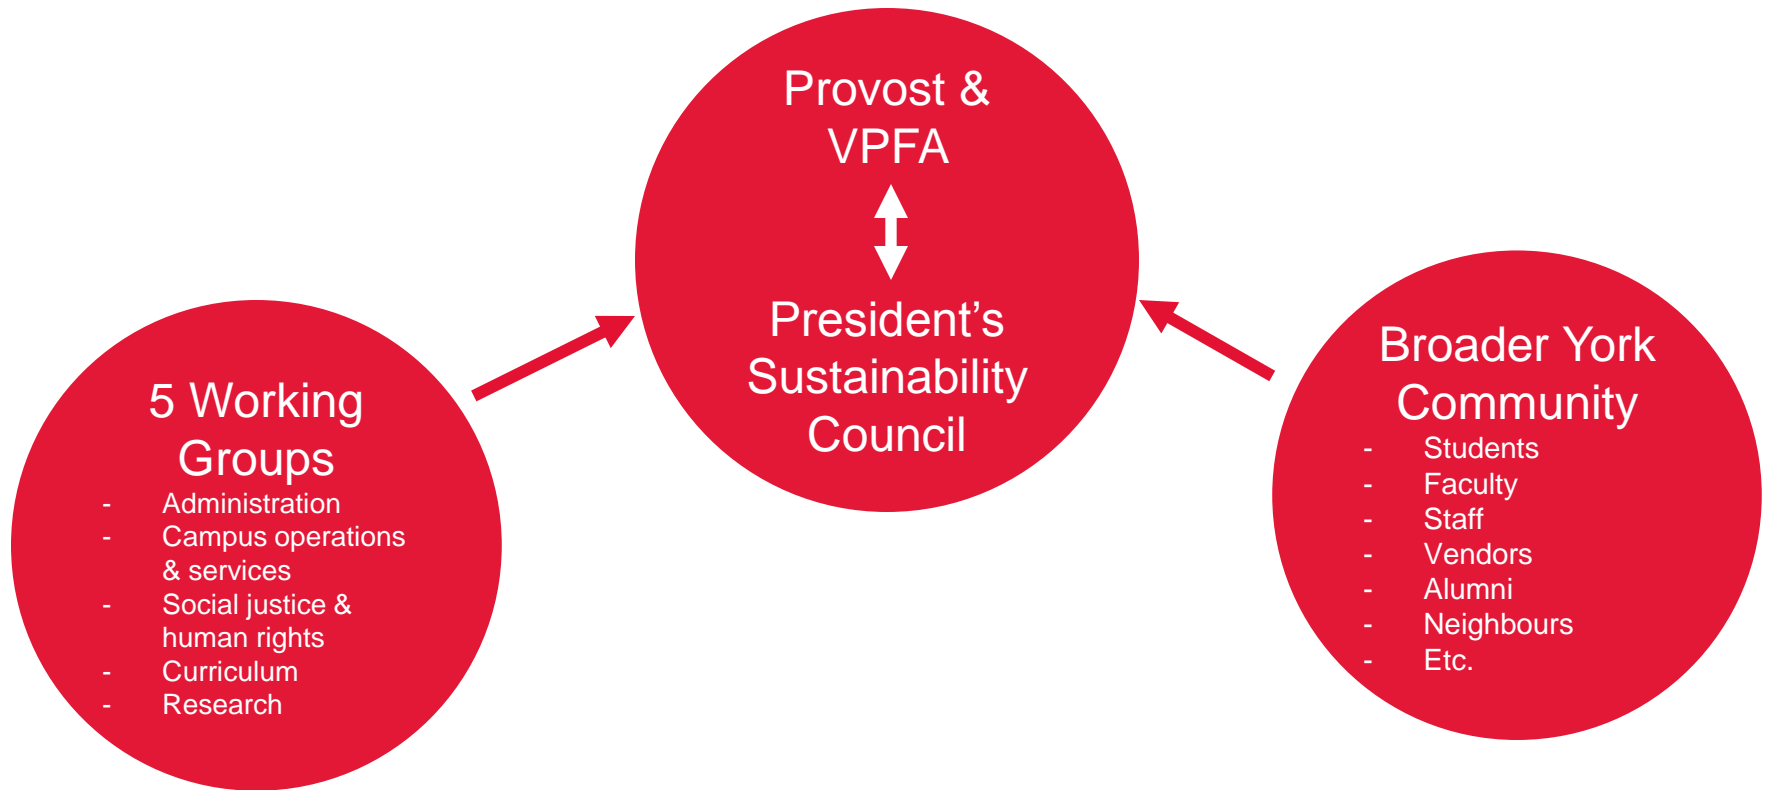 Provost &
VPFA
President’s
Sustainability
Council
5 Working
Groups
- Administration
- Campus operations
& services
- Social justice &
human rights
- Curriculum
- Research
Broader York
Community
- Students
- Faculty
- Staff
- Vendors
- Alumni
- Neighbours
- Etc.